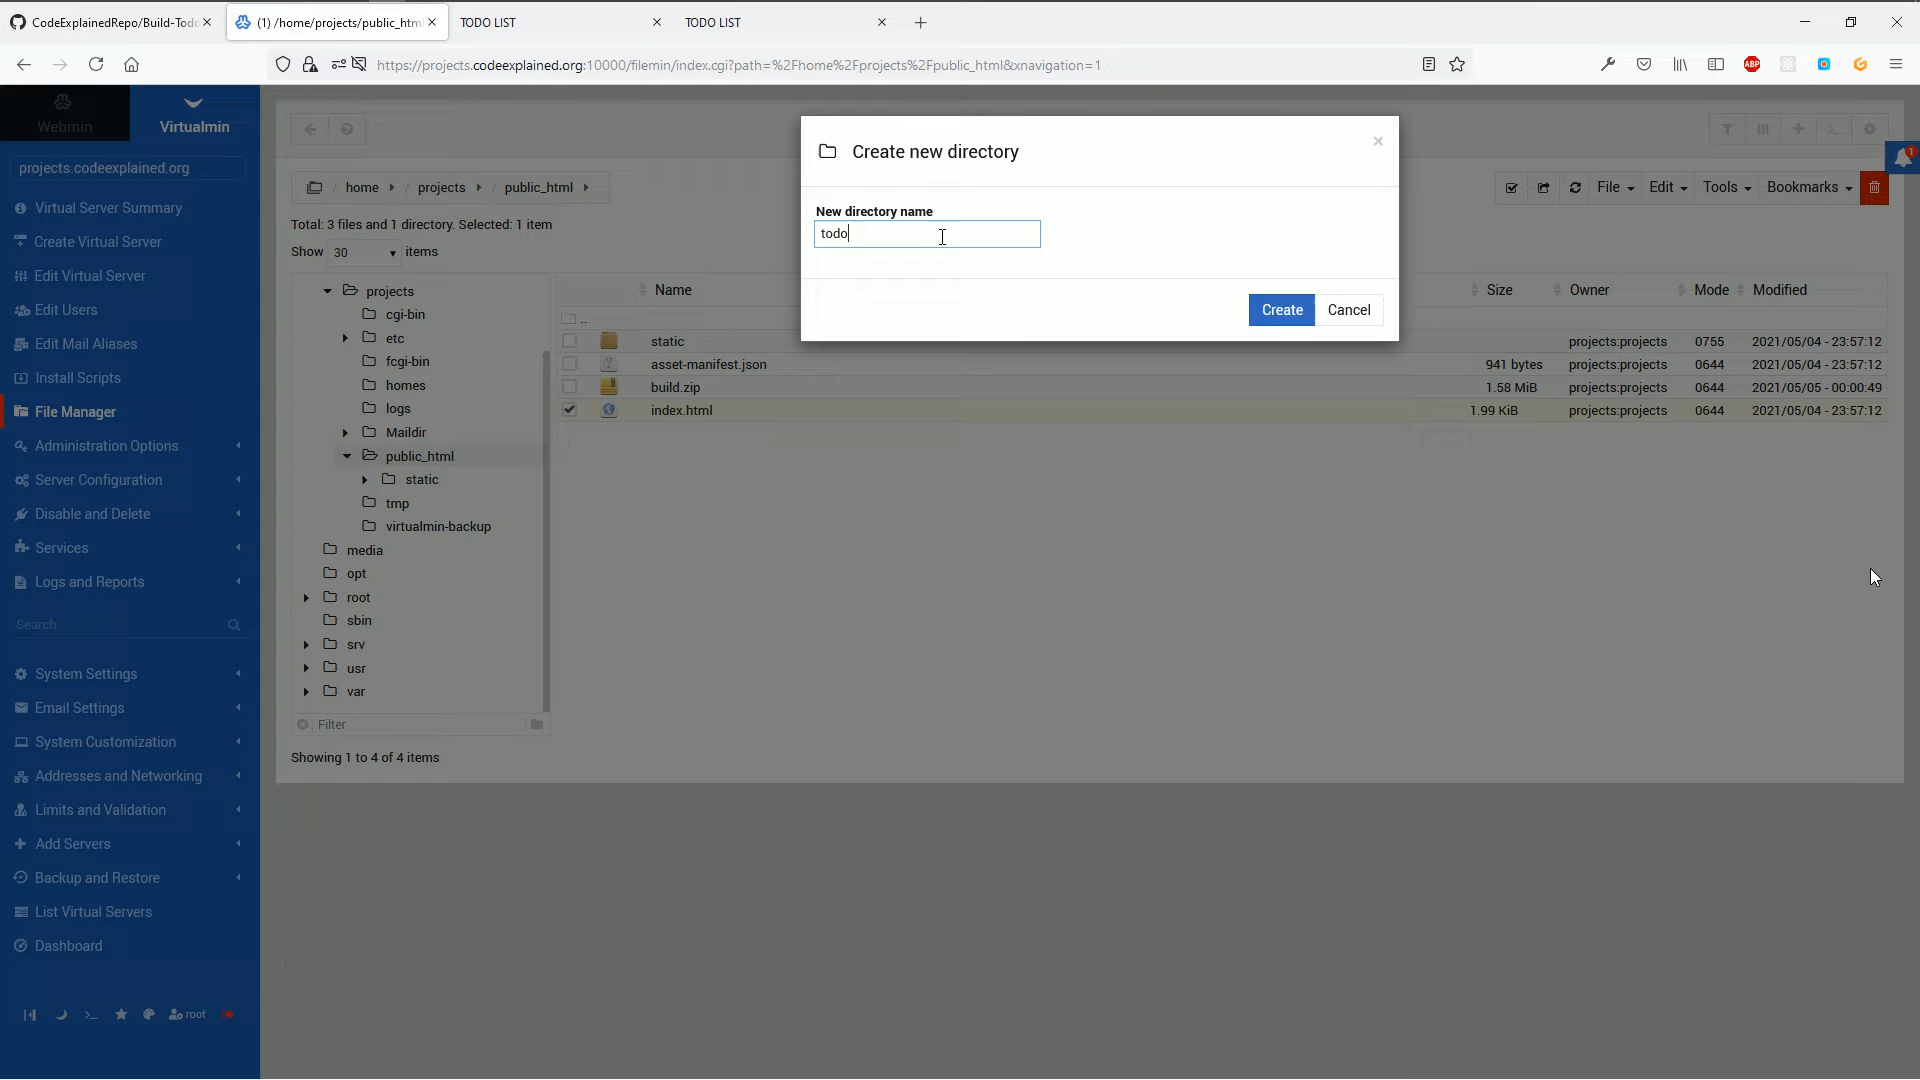 CodeExplainedRepo/Build-Todo
(1) /home/projects/public_html
TODO LIST
TODO LIST
https://projects.codeexplained.org:10000/filemin/index.cgi?path=%2Fhome%2Fprojects%2Fpublic_html&xnavigation=1
ABP
Webmin
Virtualmin
projects.codeexplained.org
Virtual Server Summary
Create Virtual Server
Edit Virtual Server
Edit Users
Edit Mail Aliases
Install Scripts
File Manager
Administration Options
Server Configuration
Disable and Delete
Services
Logs and Reports
Search
System Settings
Email Settings
System Customization
Addresses and Networking
Limits and Validation
Add Servers
Backup and Restore
List Virtual Servers
Dashboard
root
home / projects / public_html
File Edit Tools Bookmarks
1
Total: 3 files and 1 directory. Selected: 1 item
Show 30 items
projects
cgi-bin
etc
fcgi-bin
homes
logs
Maildir
public_html
static
tmp
virtualmin-backup
media
opt
root
sbin
srv
usr
var
Filter
Showing 1 to 4 of 4 items
Name Size Owner Mode Modified
..
static projects:projects 0755 2021/05/04 - 23:57:12
asset-manifest.json 941 bytes projects:projects 0644 2021/05/04 - 23:57:12
build.zip 1.58 MiB projects:projects 0644 2021/05/05 - 00:00:49
index.html 1.99 KiB projects:projects 0644 2021/05/04 - 23:57:12
Create new directory
×
New directory name
todo
Create Cancel